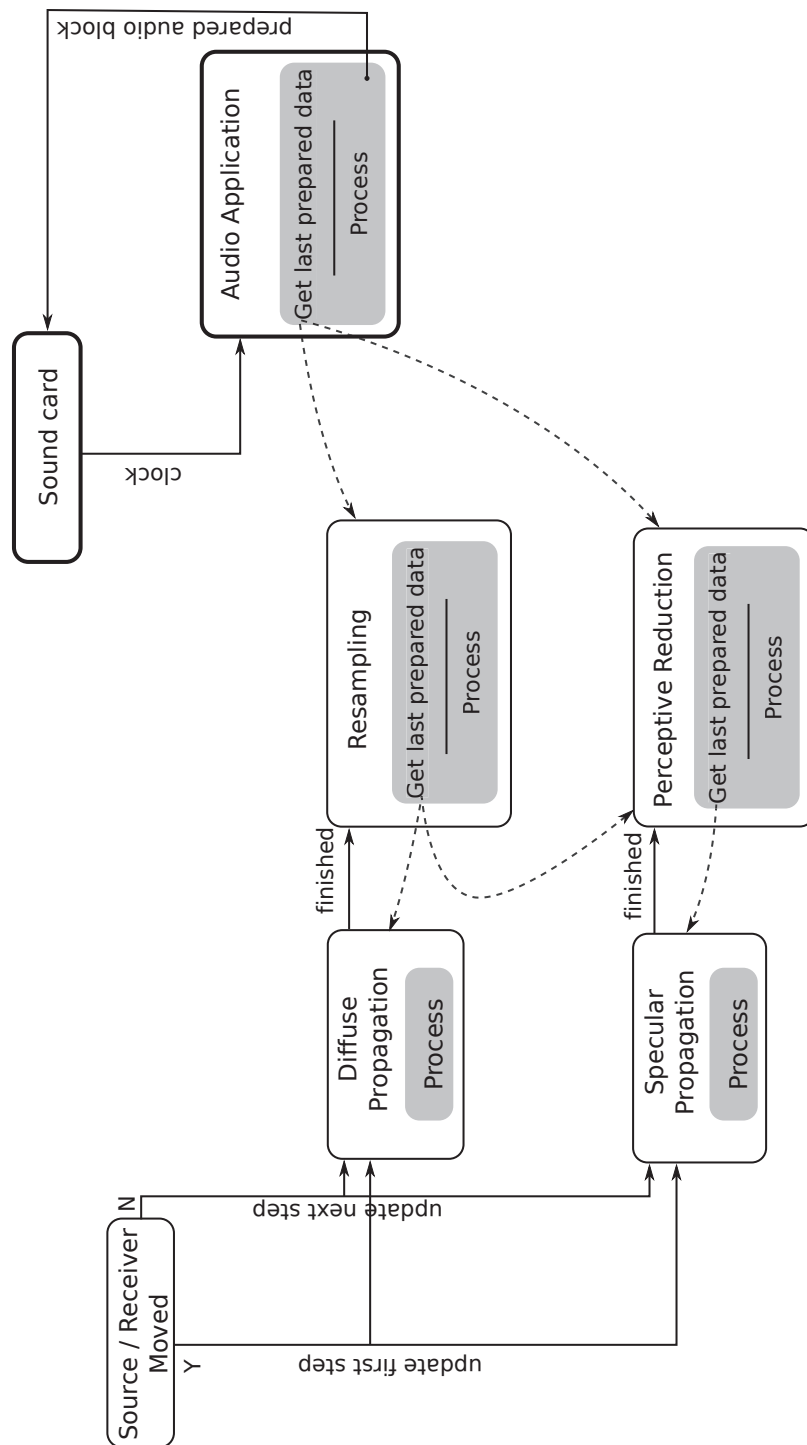 Source / Receiver
Moved
N
Y
update next step
update first step
Diffuse
Propagation
Process
finished
Specular
Propagation
Process
finished
Resampling
Get last prepared data
Process
Perceptive Reduction
Get last prepared data
Process
Sound card
clock
Audio Application
Get last prepared data
Process
prepared audio block